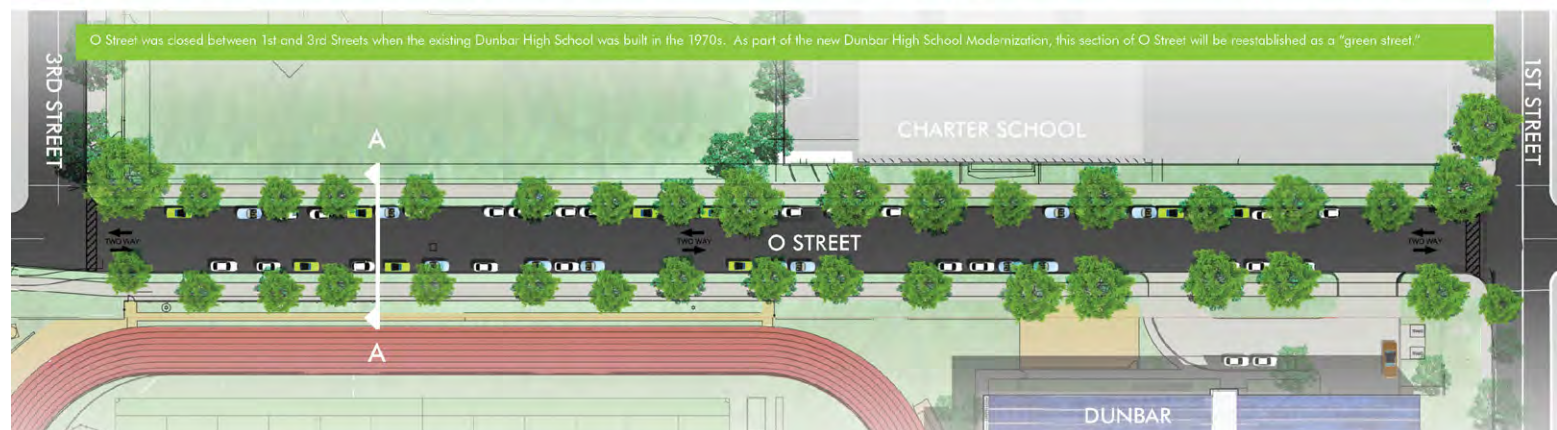 O Street was closed between 1st and 3rd Streets when the existing Dunbar High School was built in the 1970s. As part of the new Dunbar High School Modernization, this section of O Street will be reestablished as a "green street."
3RD STREET
1ST STREET
A
CHARTER SCHOOL
TWO WAY
TWO WAY
O STREET
TWO WAY
A
DUNBAR